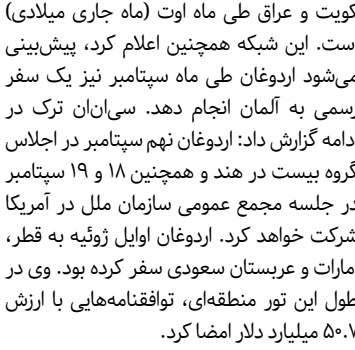 کویت و عراق طی ماه اوت (ماه جاری میلادی)
است. این شبکه همچنین اعلام کرد، پیش‌بینی
می‌شود اردوغان طی ماه سپتامبر نیز یک سفر
رسمی به آلمان انجام دهد. سی‌ان‌ان ترک در
ادامه گزارش داد: اردوغان نهم سپتامبر در اجلاس
گروه بیست در هند و همچنین ۱۸ و ۱۹ سپتامبر
در جلسه مجمع عمومی سازمان ملل در آمریکا
شرکت خواهد کرد. اردوغان اوایل ژوئیه به قطر،
امارات و عربستان سعودی سفر کرده بود. وی در
طول این تور منطقه‌ای، توافقنامه‌هایی با ارزش
۵۰.۷ میلیارد دلار امضا کرد.